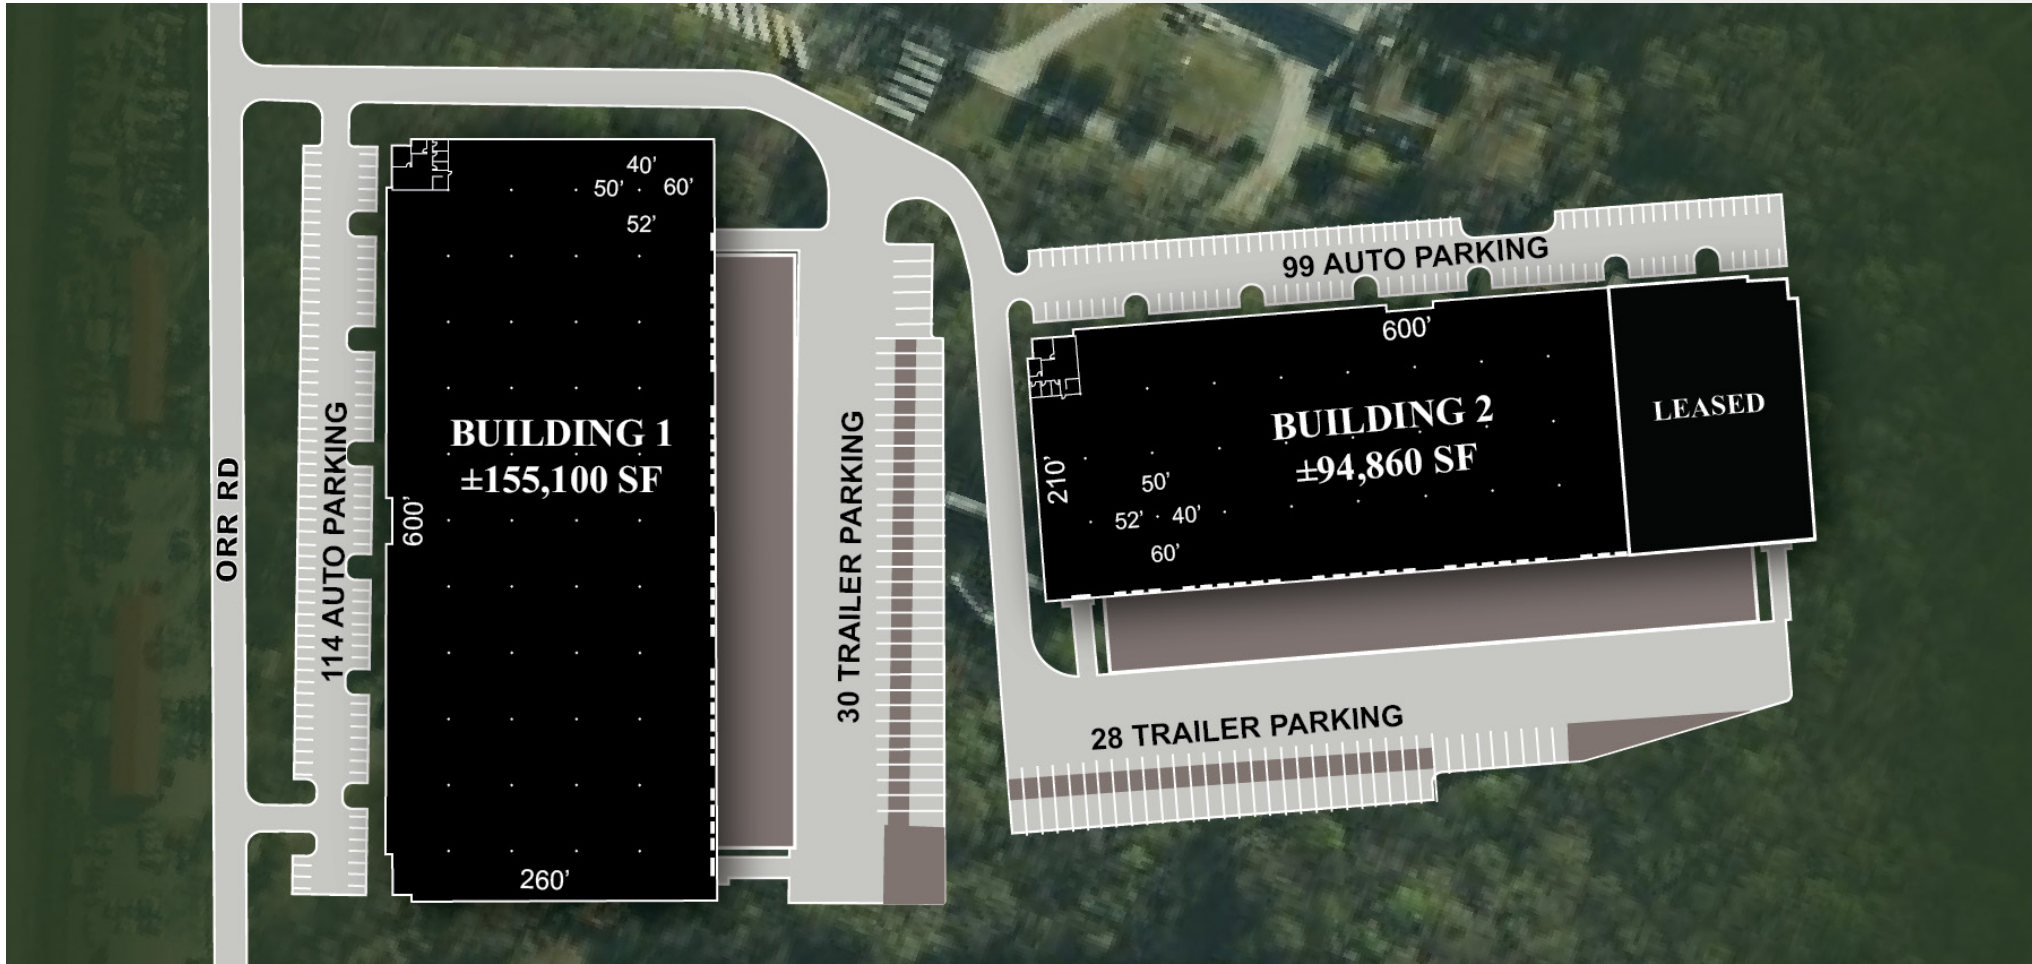 ORR RD
114 AUTO PARKING
40’
50’ 60’
52’
BUILDING 1
±155,100 SF
600’
260’
30 TRAILER PARKING
99 AUTO PARKING
600’
BUILDING 2
±94,860 SF
LEASED
210’
50’
52’ 40’
60’
28 TRAILER PARKING